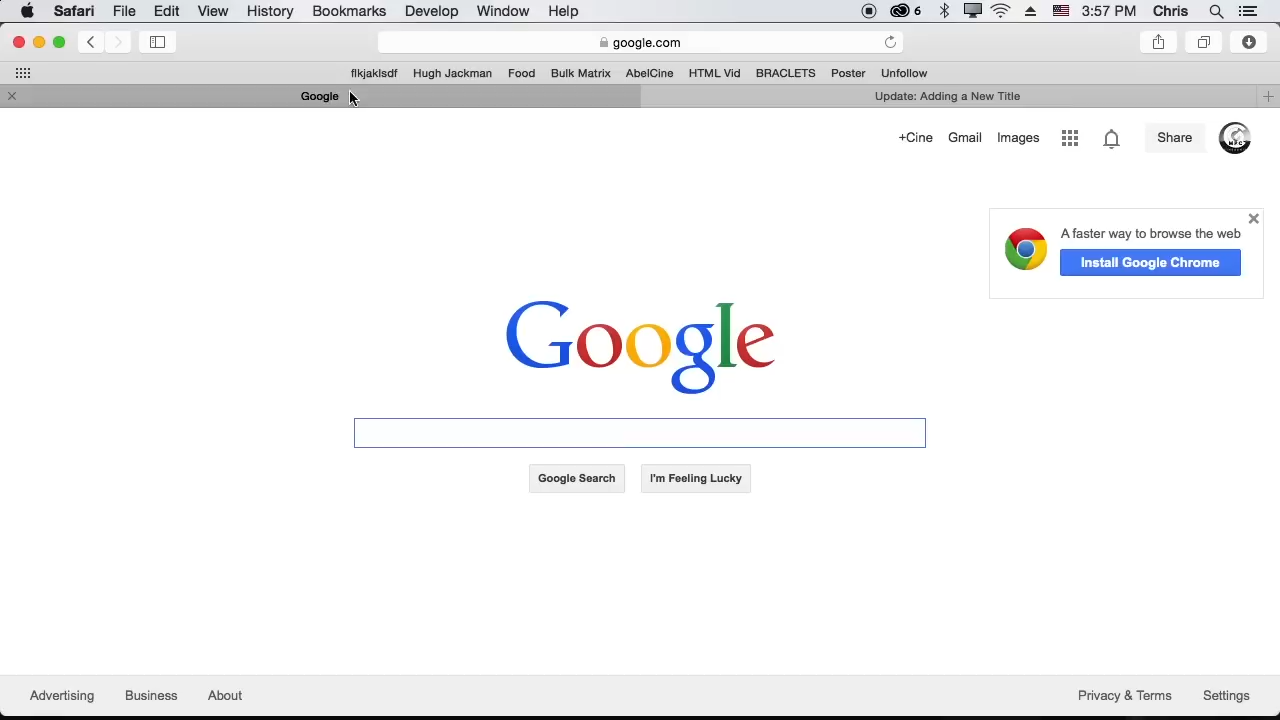 Safari File Edit View History Bookmarks Develop Window Help 6 3:57 PM Chris
google.com
flkjaklsdf Hugh Jackman Food Bulk Matrix AbelCine HTML Vid BRACLETS Poster Unfollow
Google Update: Adding a New Title
+Cine Gmail Images Share
A faster way to browse the web
Install Google Chrome
Google
Google Search I'm Feeling Lucky
Advertising Business About Privacy & Terms Settings